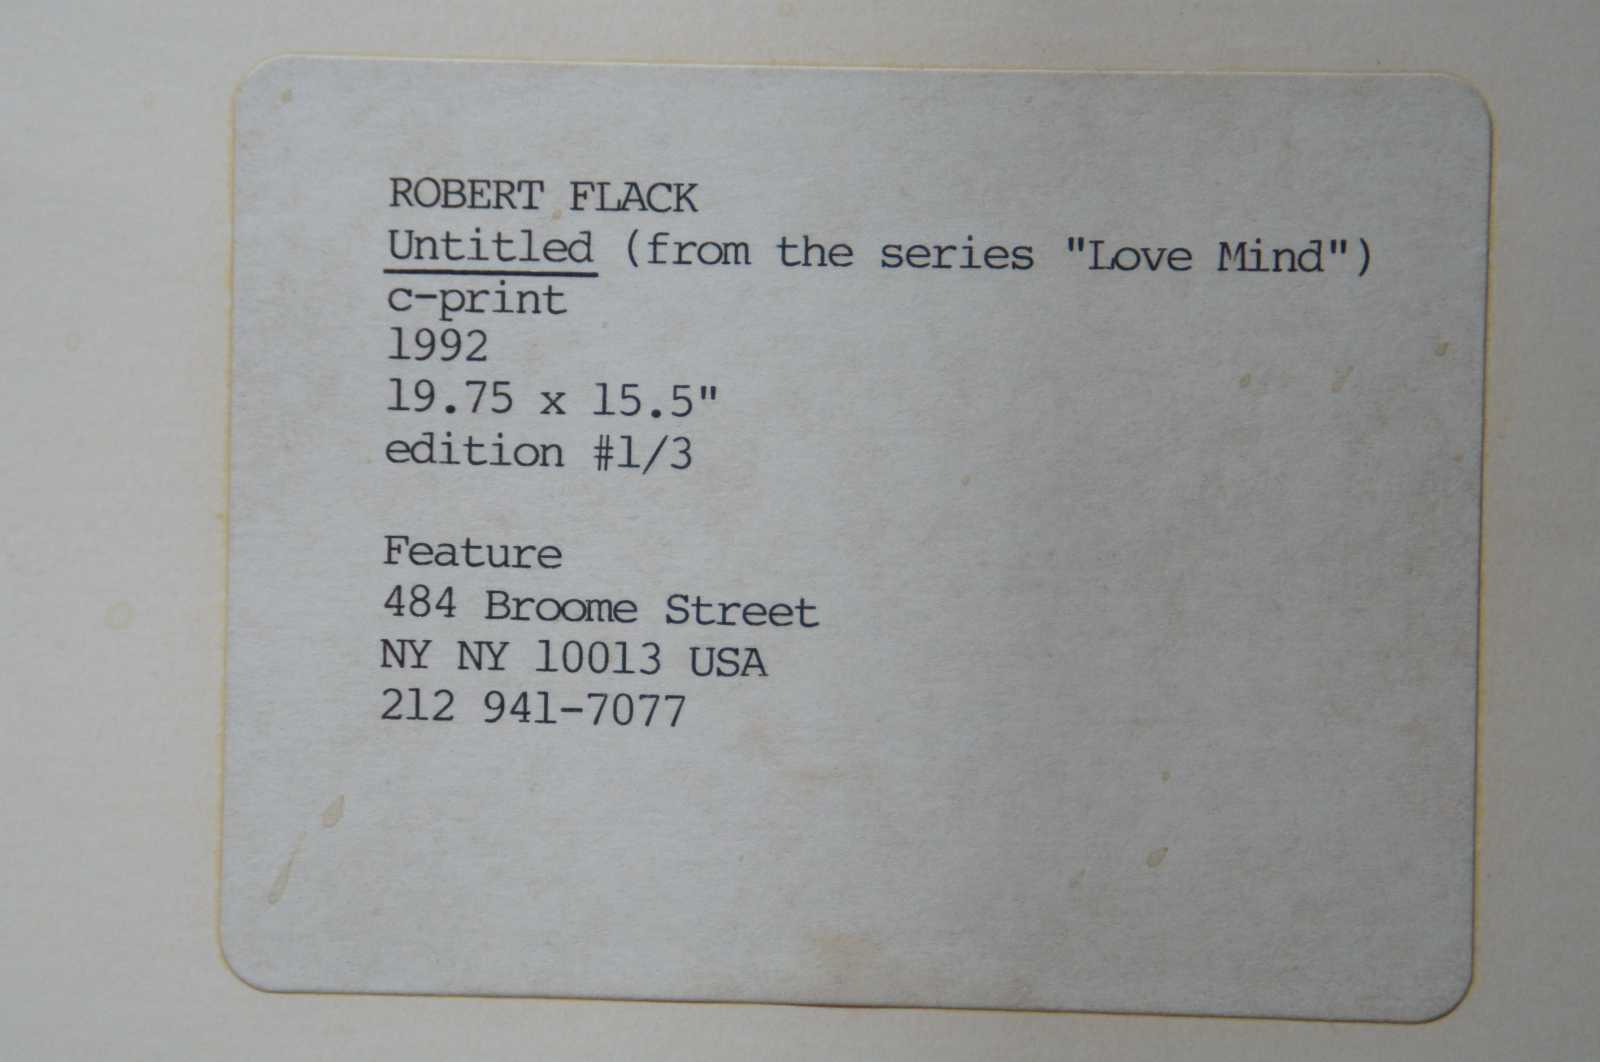 ROBERT FLACK
Untitled (from the series "Love Mind")
c-print
1992
19.75 x 15.5"
edition #1/3
Feature
484 Broome Street
NY NY 10013 USA
212 941-7077